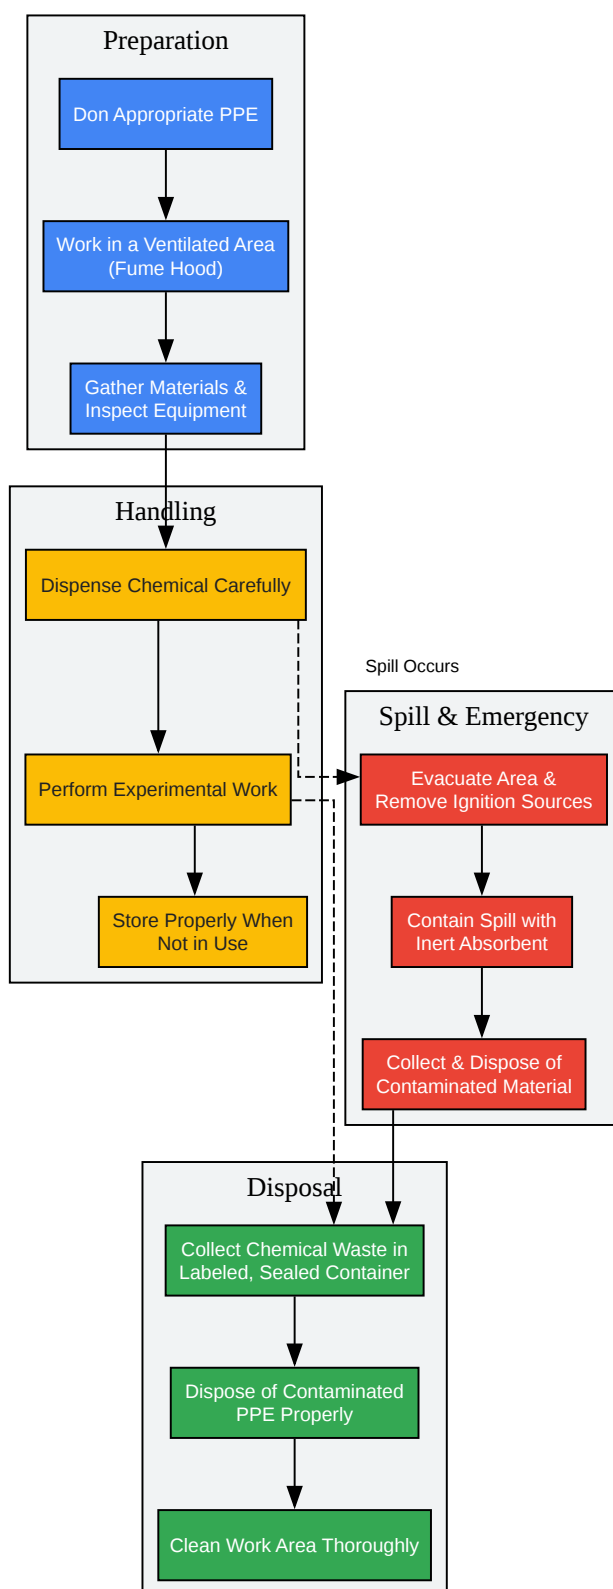 Preparation
Don Appropriate PPE
Work in a Ventilated Area
(Fume Hood)
Gather Materials &
Inspect Equipment
Handling
Dispense Chemical Carefully
Spill Occurs
Spill & Emergency
Perform Experimental Work
Evacuate Area &
Remove Ignition Sources
Store Properly When
Not in Use
Contain Spill with
Inert Absorbent
Collect & Dispose of
Contaminated Material
Disposal
Collect Chemical Waste in
Labeled, Sealed Container
Dispose of Contaminated
PPE Properly
Clean Work Area Thoroughly